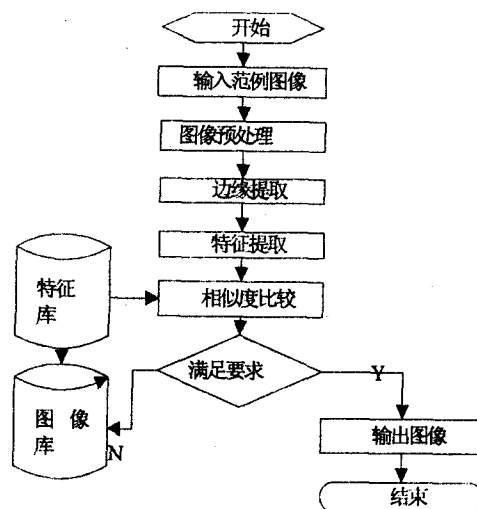 开始
输入范例图像
图像预处理
边缘提取
特征提取
特征
库
相似度比较
满足要求
Y
图 像
库
N
输出图像
结束